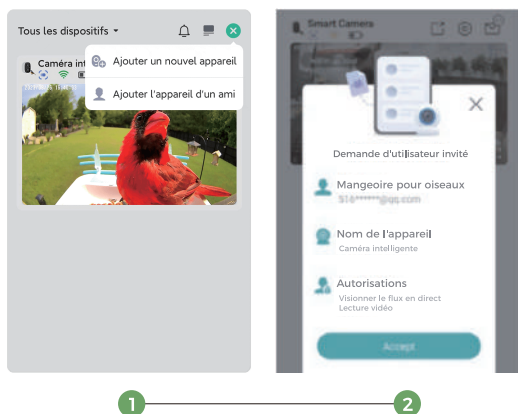 Tous les dispositifs
Caméra int
Ajouter un nouvel appareil
Ajouter l'appareil d'un ami
Smart Camera
Demande d'utilisateur invité
Mangeoire pour oiseaux
516******@qq.com
Nom de l'appareil
Caméra intelligente
Autorisations
Visionner le flux en direct
Lecture vidéo
Accept
1
2